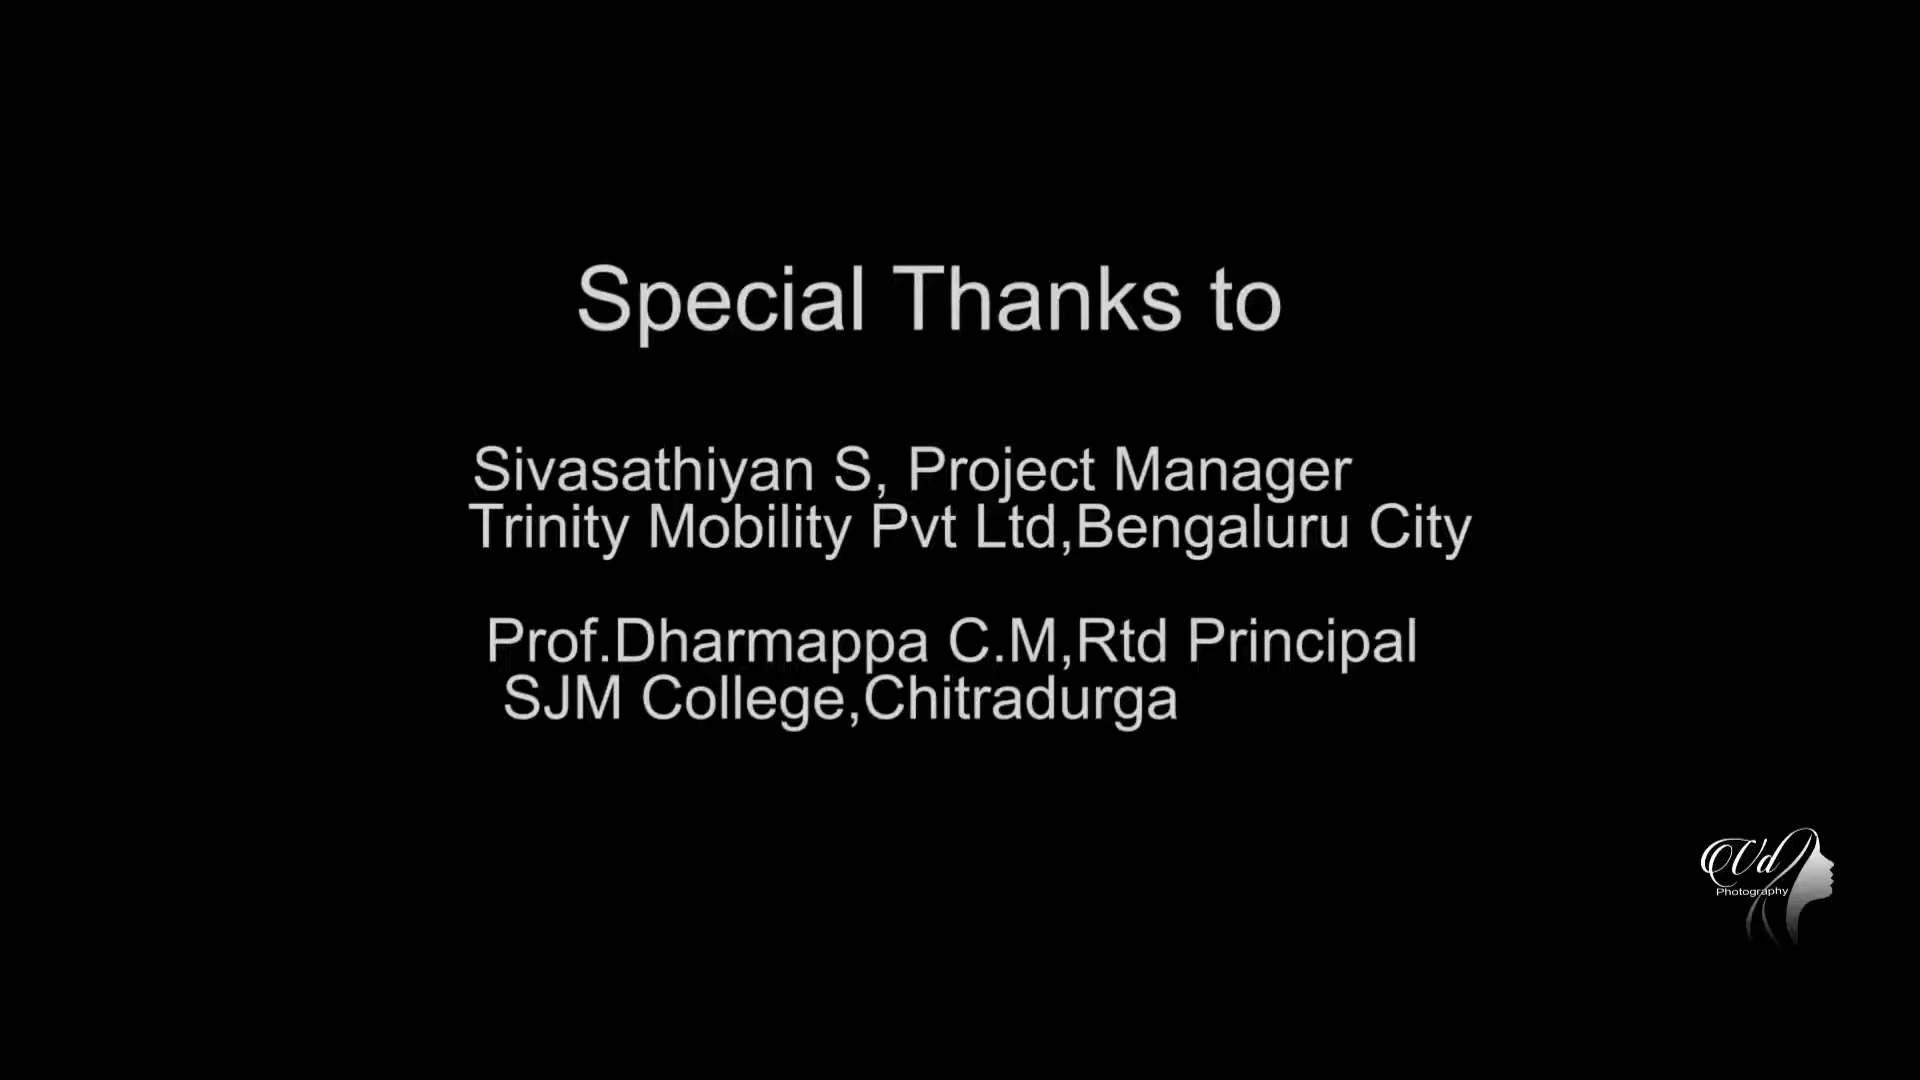 Special Thanks to
Sivasathiyan S, Project Manager
Trinity Mobility Pvt Ltd,Bengaluru City
Prof.Dharmappa C.M,Rtd Principal
SJM College,Chitradurga
Vd
Photography